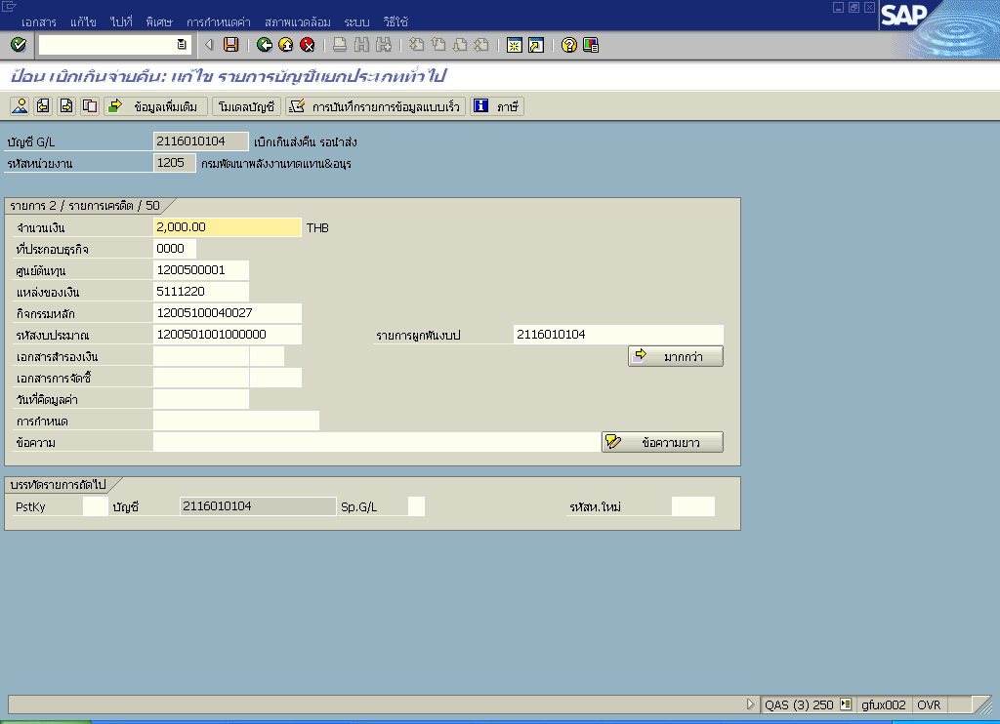 เอกสาร แก้ไข ไปที่ พิเศษ การกำหนดค่า สภาพแวดล้อม ระบบ วิธีใช้
SAP
ป้อน เบิกเกินจ่ายคืน: แก้ไข รายการบัญชีแยกประเภททั่วไป
ข้อมูลเพิ่มเติม โมเดลบัญชี การบันทึกรายการข้อมูลแบบเร็ว ภาษี
บัญชี G/L 2116010104 เบิกเกินส่งคืน รอนำส่ง
รหัสหน่วยงาน 1205 กรมพัฒนาพลังงานทดแทน&อนุร
รายการ 2 / รายการเครดิต / 50
จำนวนเงิน 2,000.00 THB
ที่ประกอบธุรกิจ 0000
ศูนย์ต้นทุน 1200500001
แหล่งของเงิน 5111220
กิจกรรมหลัก 12005100040027
รหัสงบประมาณ 1200501001000000 รายการผูกพันงบป 2116010104
เอกสารสำรองเงิน มากกว่า
เอกสารการจัดซื้
วันที่คิดมูลค่า
การกำหนด
ข้อความ ข้อความยาว
บรรทัดรายการถัดไป
PstKy บัญชี 2116010104 Sp.G/L รหัสห.ใหม่
QAS (3) 250 gfux002 OVR